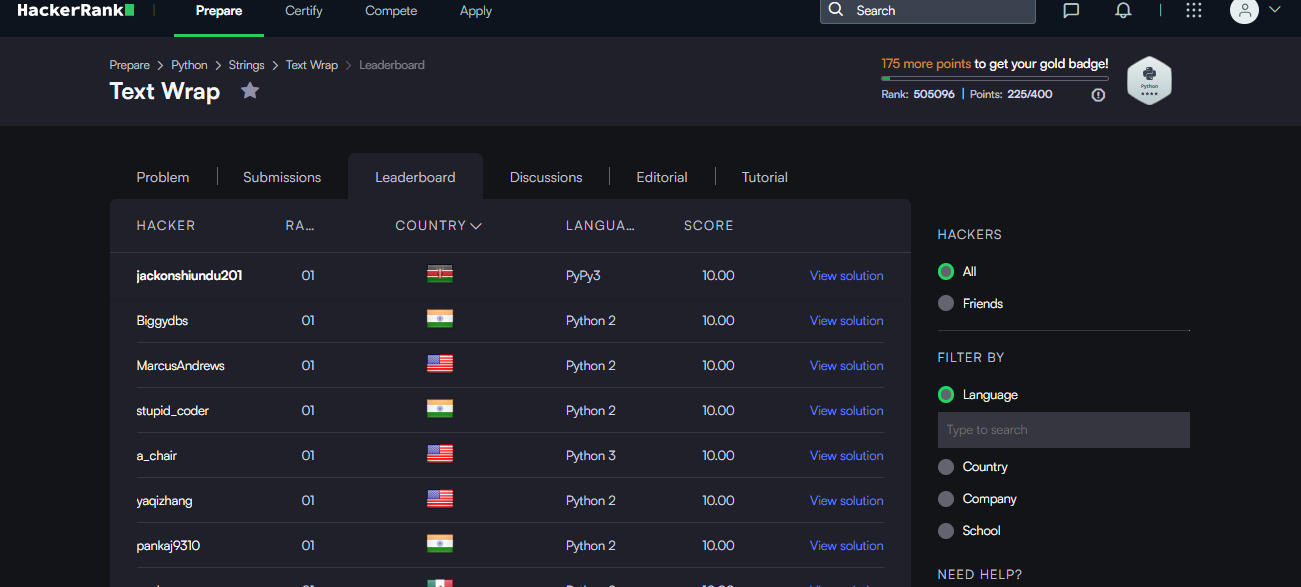 HackerRank Prepare Certify Compete Apply Search
Prepare > Python > Strings > Text Wrap > Leaderboard
Text Wrap
175 more points to get your gold badge!
Rank: 505096 | Points: 225/400
Python
Problem Submissions Leaderboard Discussions Editorial Tutorial
HACKER RA... COUNTRY LANGUA... SCORE
jackonshiundu201 01 PyPy3 10.00 View solution
Biggydbs 01 Python 2 10.00 View solution
MarcusAndrews 01 Python 2 10.00 View solution
stupid_coder 01 Python 2 10.00 View solution
a_chair 01 Python 3 10.00 View solution
yaqizhang 01 Python 2 10.00 View solution
pankaj9310 01 Python 2 10.00 View solution
HACKERS
All
Friends
FILTER BY
Language
Type to search
Country
Company
School
NEED HELP?